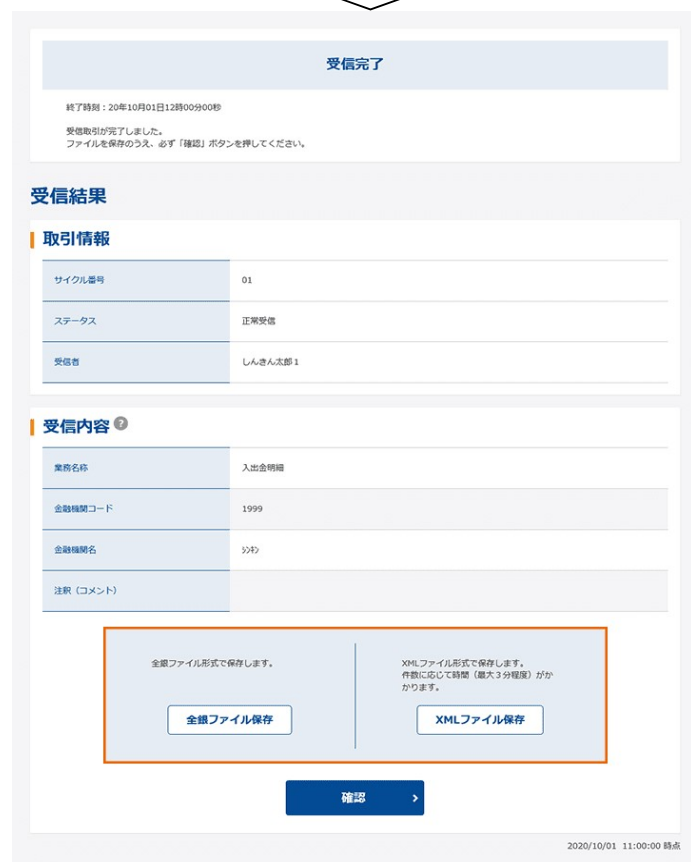 受信完了
終了時刻：20年10月01日12時00分00秒
受信取引が完了しました。
ファイルを保存のうえ、必ず「確認」ボタンを押してください。
受信結果
取引情報
サイクル番号 01
ステータス 正常受信
受信者 しんきん太郎１
受信内容 ?
業務名称 入出金明細
金融機関コード 1999
金融機関名 ｼﾝｷﾝ
注釈（コメント）
全銀ファイル形式で保存します。
全銀ファイル保存
XMLファイル形式で保存します。
件数に応じて時間（最大３分程度）がか
かります。
XMLファイル保存
確認
2020/10/01 11:00:00 時点